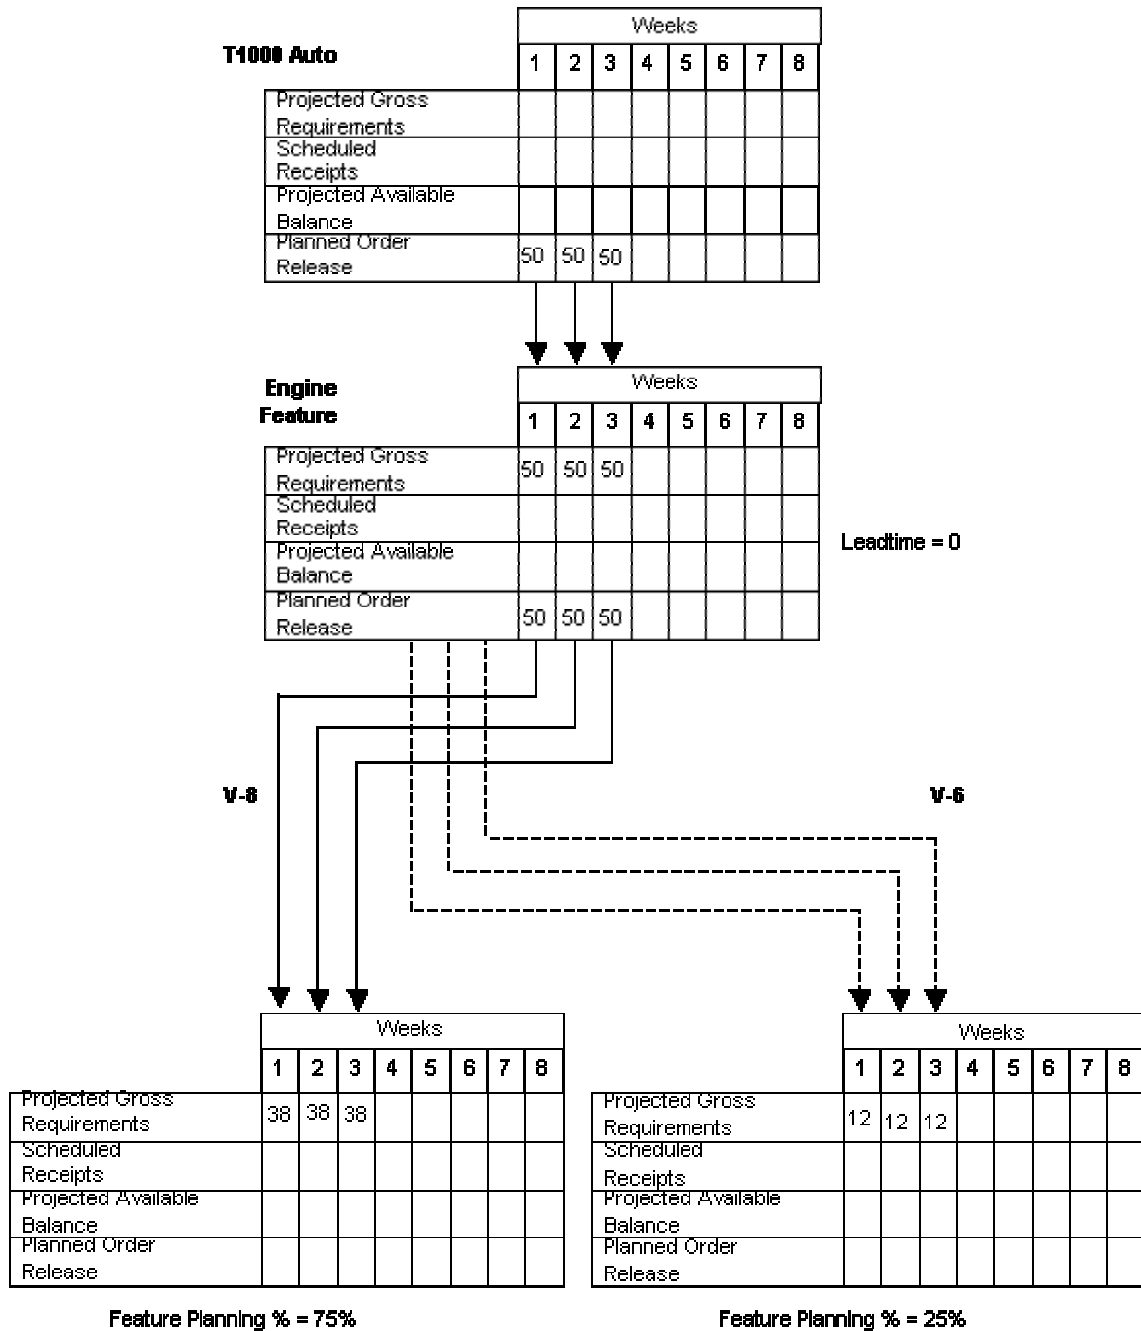 Weeks
T1000 Auto
1 2 3 4 5 6 7 8
Projected Gross
Requirements
Scheduled
Receipts
Projected Available
Balance
Planned Order
Release
50 50 50
Weeks
Engine
Feature
1 2 3 4 5 6 7 8
Projected Gross
Requirements
50 50 50
Scheduled
Receipts
Projected Available
Balance
Leadtime = 0
Planned Order
Release
50 50 50
V-8
V-6
Weeks
1 2 3 4 5 6 7 8
Projected Gross
Requirements
38 38 38
Scheduled
Receipts
Projected Available
Balance
Planned Order
Release
Feature Planning % = 75%
Weeks
1 2 3 4 5 6 7 8
Projected Gross
Requirements
12 12 12
Scheduled
Receipts
Projected Available
Balance
Planned Order
Release
Feature Planning % = 25%